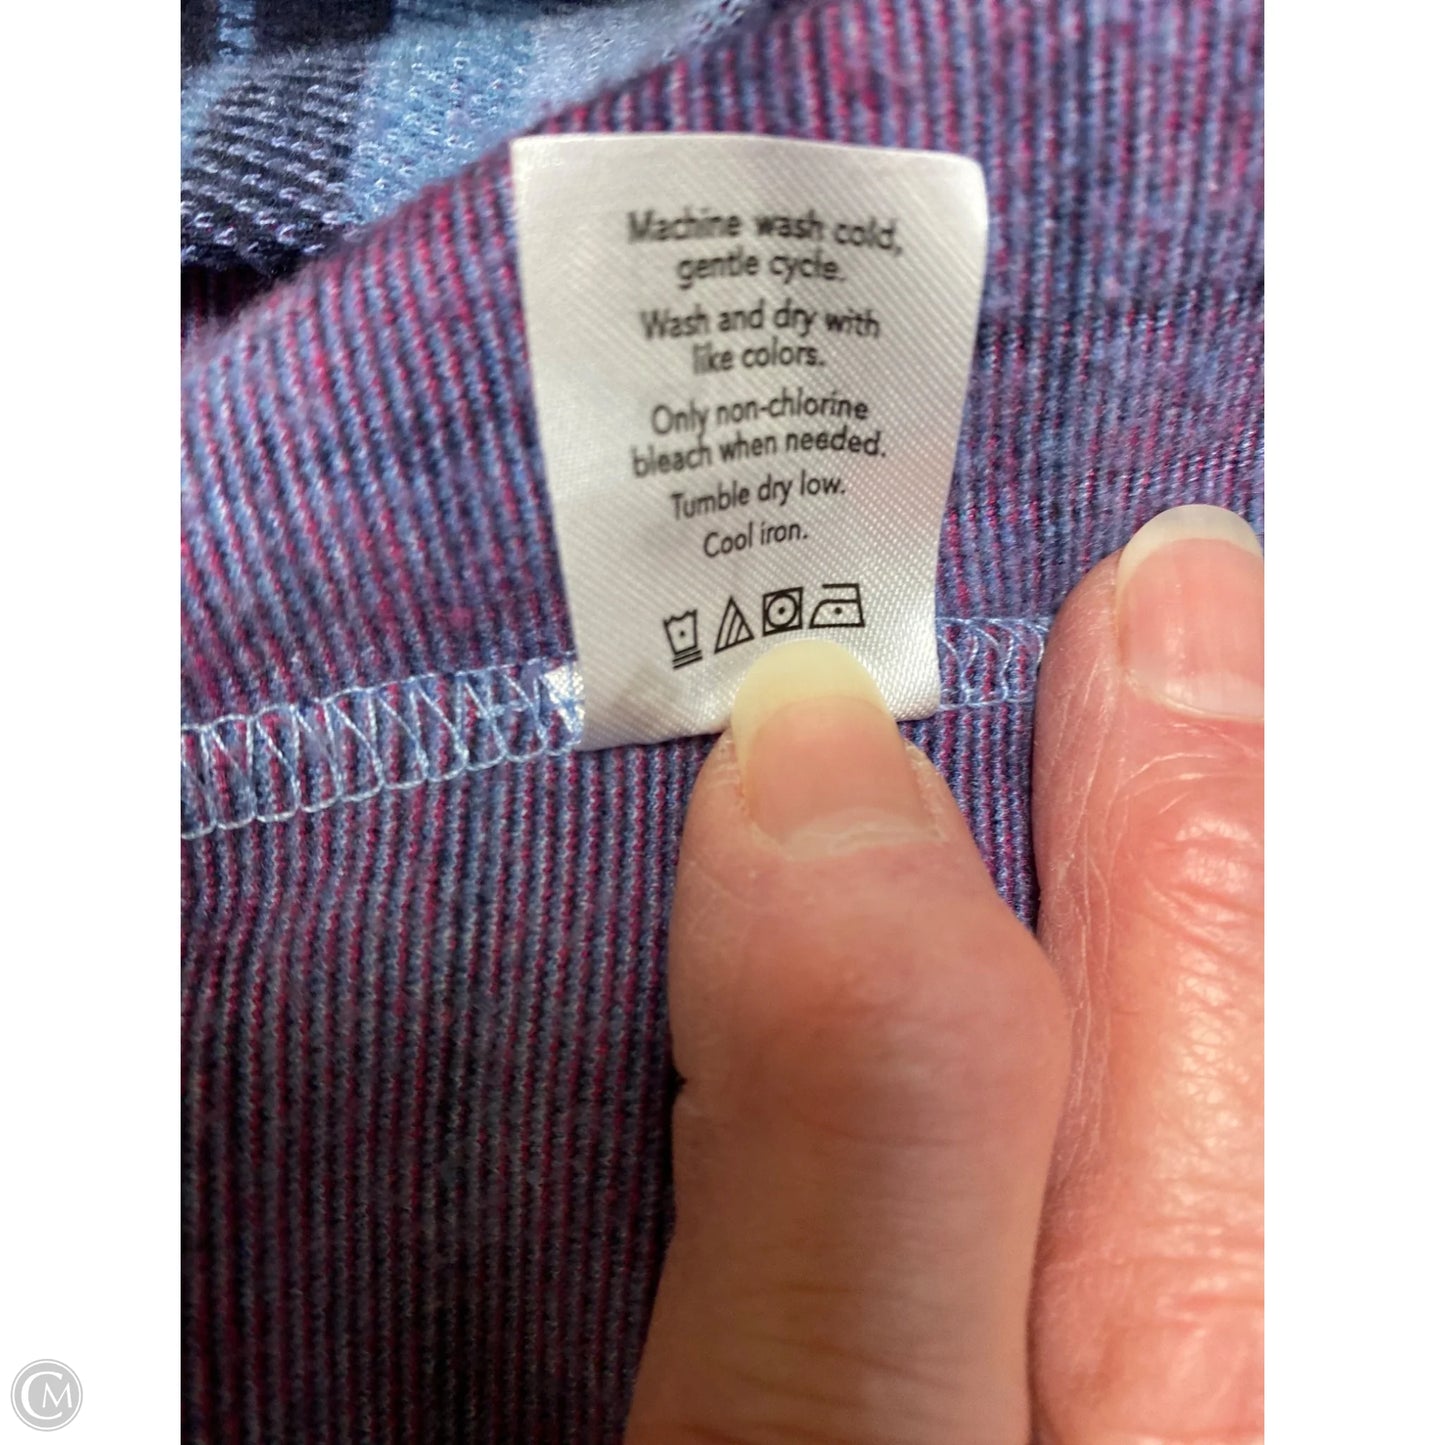 Machine wash cold,
gentle cycle.
Wash and dry with
like colors.
Only non-chlorine
bleach when needed.
Tumble dry low.
Cool iron.
CM